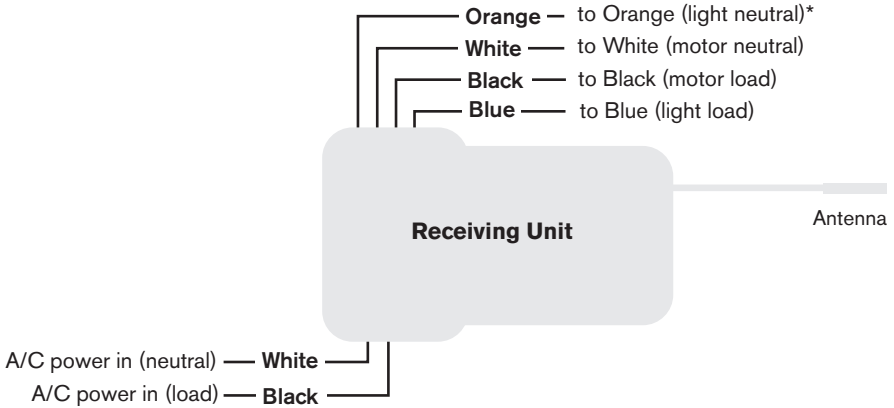 Orange to Orange (light neutral)*
White to White (motor neutral)
Black to Black (motor load)
Blue to Blue (light load)
Receiving Unit
Antenna
A/C power in (neutral) White
A/C power in (load) Black